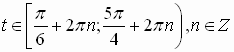 t ∈ [π/6 + 2πn; 5π/4 + 2πn), n ∈ Z